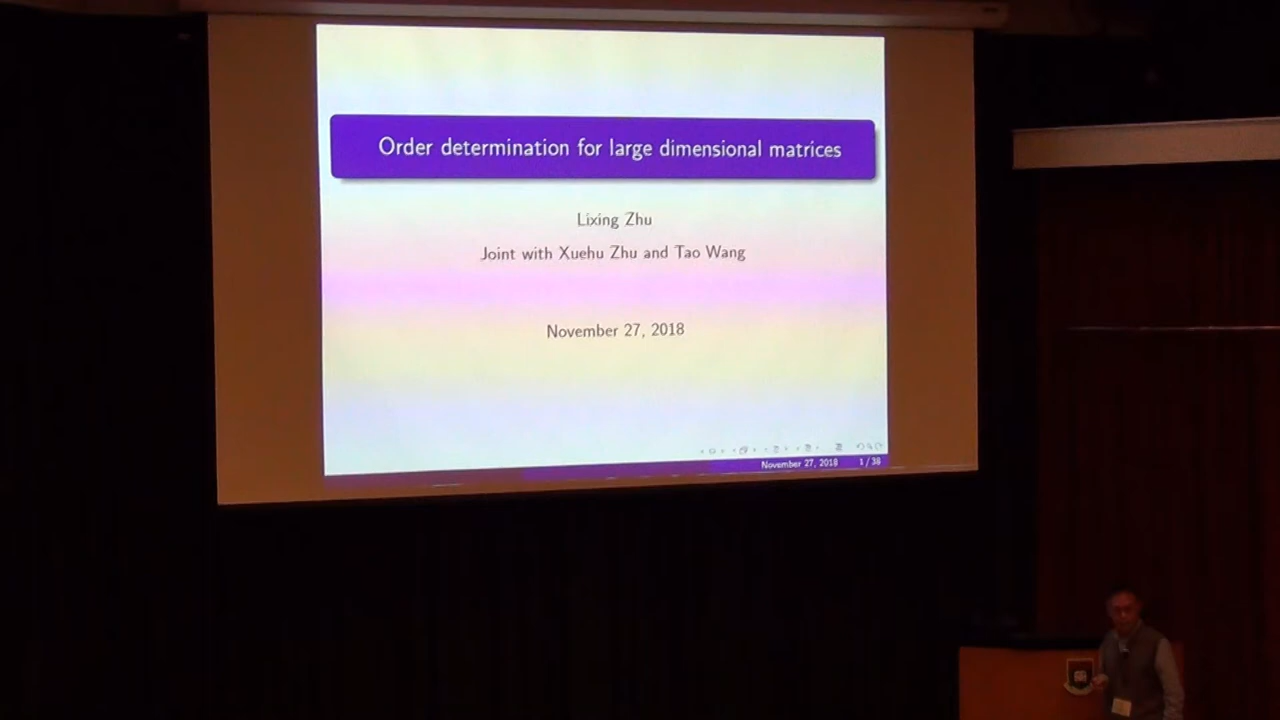 Order determination for large dimensional matrices
Lixing Zhu
Joint with Xuehu Zhu and Tao Wang
November 27, 2018
November 27, 2018 1 / 38